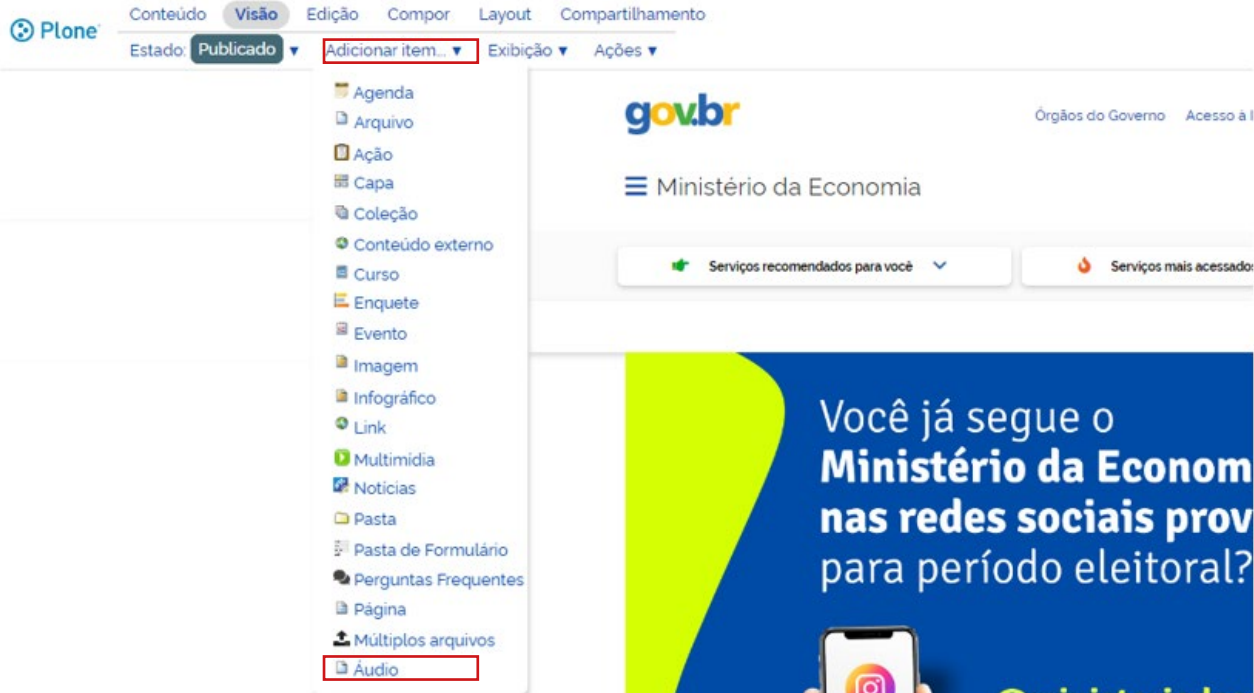 Plone
Conteúdo Visão Edição Compor Layout Compartilhamento
Estado: Publicado ▼ Adicionar item... ▼ Exibição ▼ Ações ▼
Agenda
Arquivo
Ação
Capa
Coleção
Conteúdo externo
Curso
Enquete
Evento
Imagem
Infográfico
Link
Multimídia
Notícias
Pasta
Pasta de Formulário
Perguntas Frequentes
Página
Múltiplos arquivos
Áudio
gov.br
Órgãos do Governo Acesso à I
Ministério da Economia
Serviços recomendados para você
Serviços mais acessado
Você já segue o
Ministério da Econom
nas redes sociais prov
para período eleitoral?